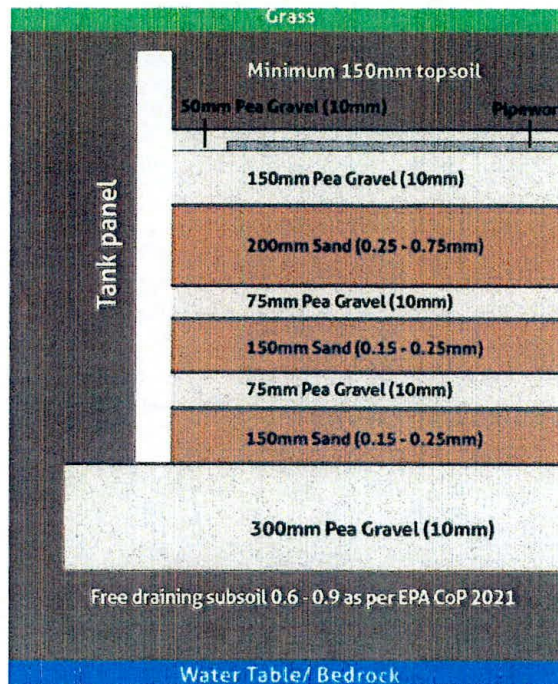 Grass
Minimum 150mm topsoil
50mm Pea Gravel (10mm)
Pipewor
150mm Pea Gravel (10mm)
200mm Sand (0.25 - 0.75mm)
Tank panel
75mm Pea Gravel (10mm)
150mm Sand (0.15 - 0.25mm)
75mm Pea Gravel (10mm)
150mm Sand (0.15 - 0.25mm)
300mm Pea Gravel (10mm)
Free draining subsoil 0.6 - 0.9 as per EPA CoP 2021
Water Table/ Bedrock